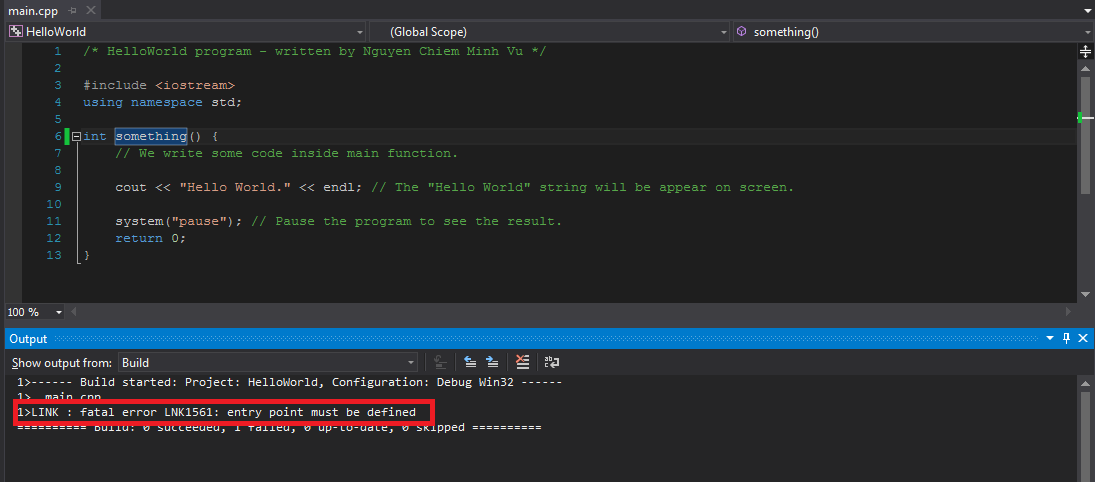 main.cpp
HelloWorld (Global Scope) something()
1 /* HelloWorld program - written by Nguyen Chiem Minh Vu */
2
3 #include <iostream>
4 using namespace std;
5
6 int something() {
7 // We write some code inside main function.
8
9 cout << "Hello World." << endl; // The "Hello World" string will be appear on screen.
10
11 system("pause"); // Pause the program to see the result.
12 return 0;
13 }
100 %
Output
Show output from: Build
1>------ Build started: Project: HelloWorld, Configuration: Debug Win32 ------
1> main.cpp
1>LINK : fatal error LNK1561: entry point must be defined
========== Build: 0 succeeded, 1 failed, 0 up-to-date, 0 skipped ==========